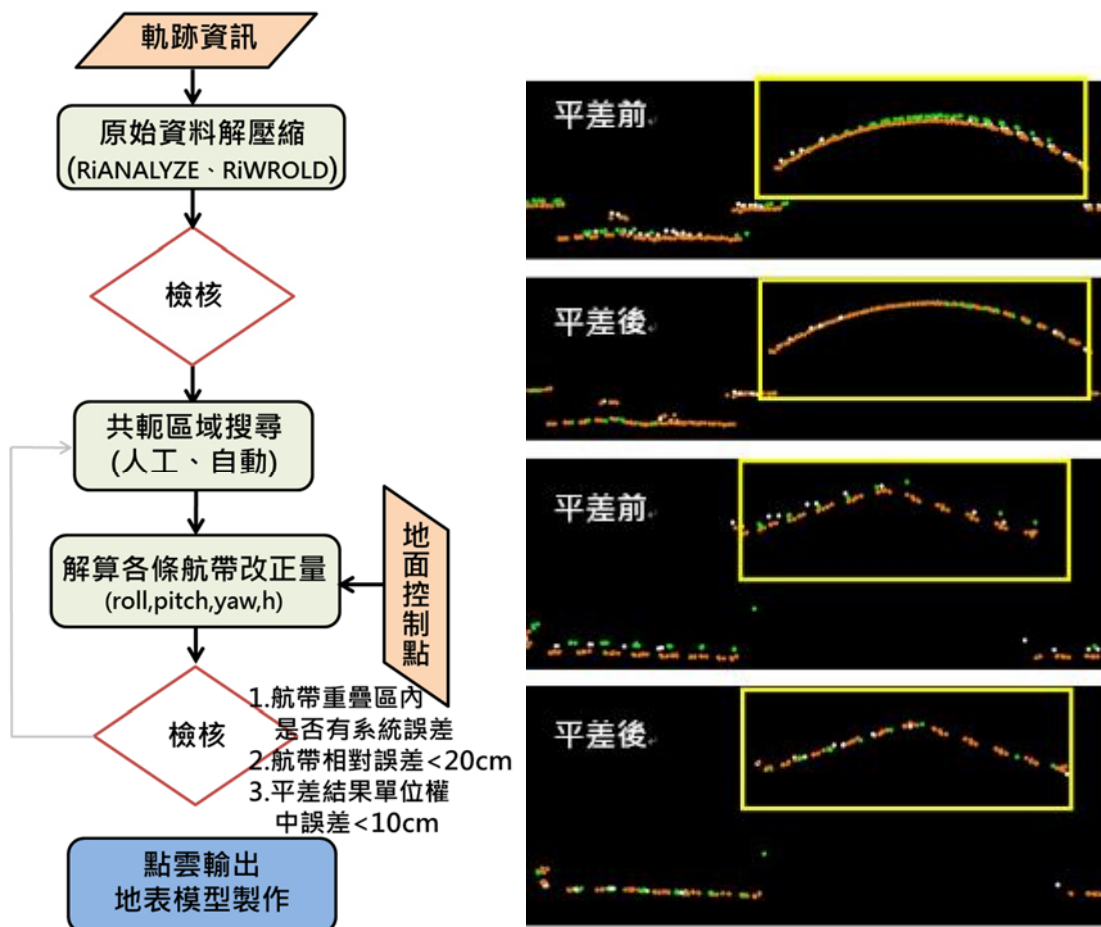 軌跡資訊
原始資料解壓縮
(RiANALYZE、RiWROLD)
檢核
共軛區域搜尋
(人工、自動)
解算各條航帶改正量
(roll,pitch,yaw,h)
地面控制點
檢核
1.航帶重疊區內
是否有系統誤差
2.航帶相對誤差<20cm
3.平差結果單位權
中誤差<10cm
點雲輸出
地表模型製作
平差前
平差後
平差前
平差後